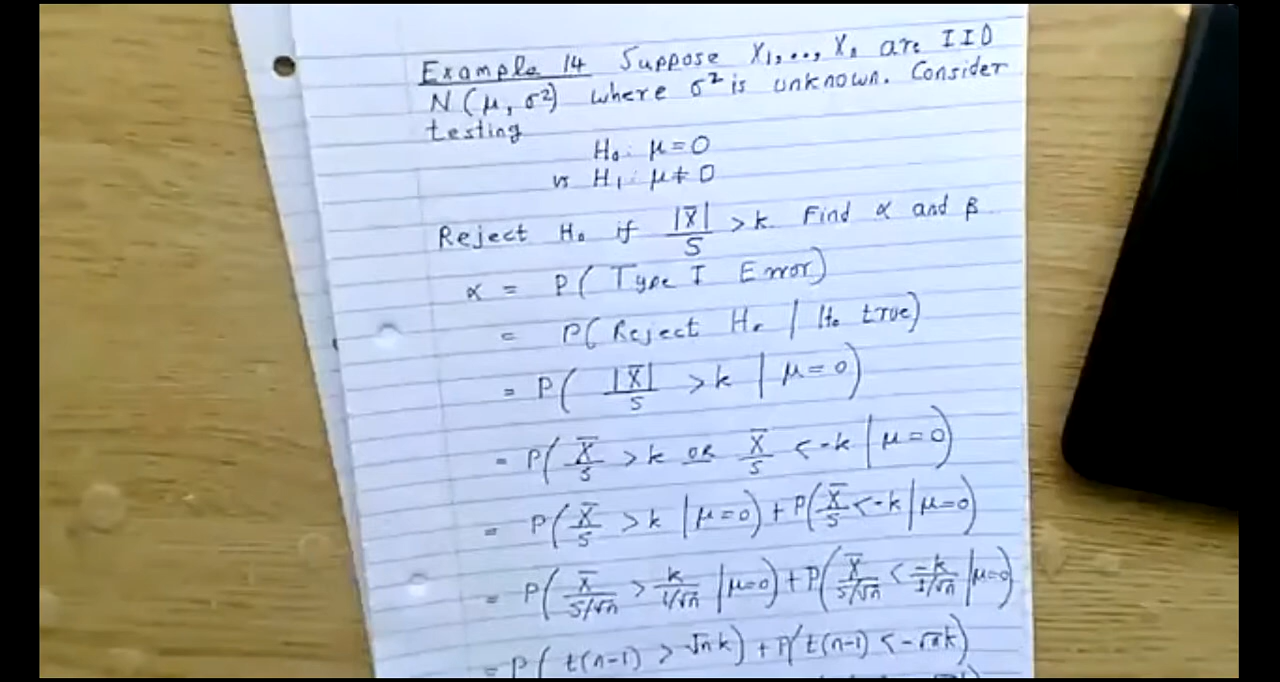 Example 14 Suppose X₁,..., Xₙ are IID
N(μ, σ²) where σ² is unknown. Consider
testing
H₀: μ=0
vs H₁: μ≠0
Reject H₀ if |X̅|/S >k. Find α and β
α = P( Type I Error)
= P( Reject H₀ | H₀ true)
= P( |X̅|/S >k | μ=0)
= P( X̅/S >k OR X̅/S <-k | μ=0)
= P( X̅/S >k | μ=0) + P( X̅/S <-k | μ=0)
= P( X̅/(S/√n) > k/(1/√n) | μ=0) + P( X̅/(S/√n) < -k/(1/√n) | μ=0)
= P( t(n-1) > √nk) + P( t(n-1) < -√nk)